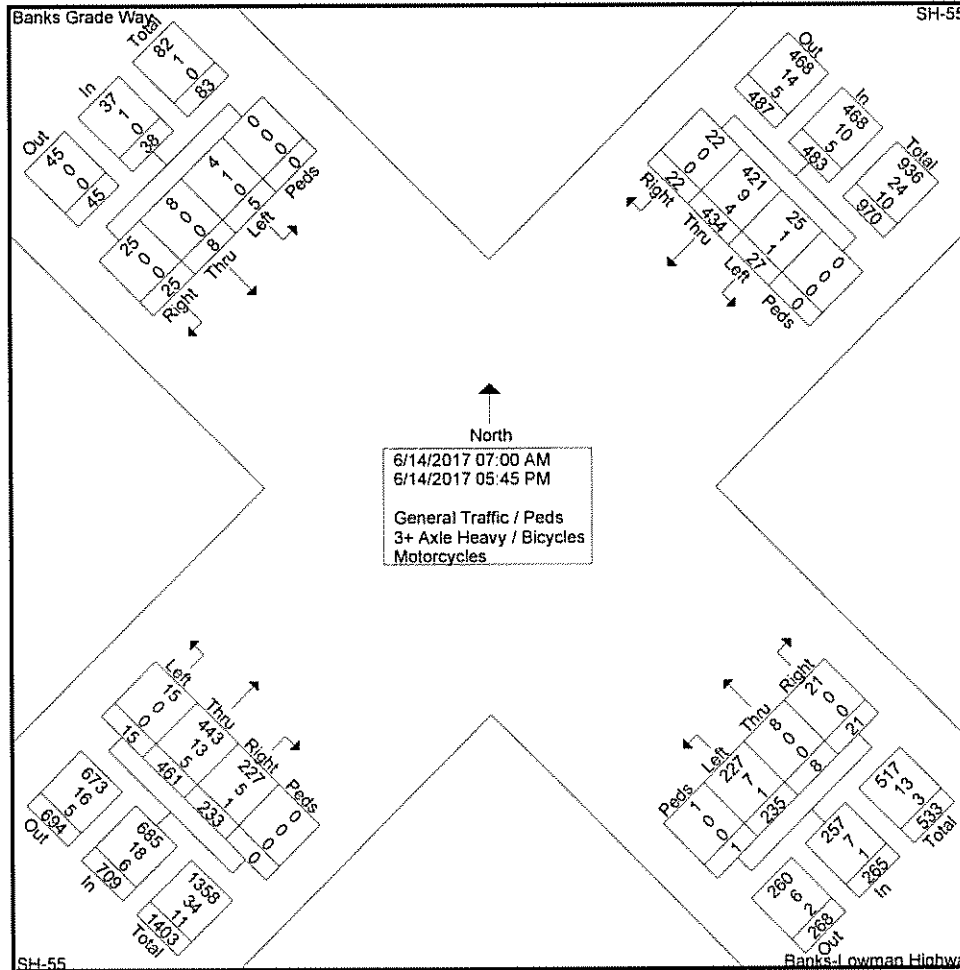 Banks Grade Way
SH-55
Out
In
Total
45
0
0
45
37
1
0
38
82
1
0
83
25
0
0
25
8
0
0
8
4
1
0
5
0
0
0
0
Right
Thru
Left
Peds
Out
In
Total
468
14
5
487
468
10
5
483
936
24
10
970
22
0
0
22
421
9
4
434
25
1
1
27
0
0
0
0
Right
Thru
Left
Peds
North
6/14/2017 07:00 AM
6/14/2017 05:45 PM
General Traffic / Peds
3+ Axle Heavy / Bicycles
Motorcycles
Left
Thru
Right
Peds
15
0
0
15
443
13
5
461
227
5
1
233
0
0
0
0
673
16
5
694
685
18
6
709
1358
34
11
1403
Out
In
Total
SH-55
Peds
Left
Thru
Right
1
0
0
1
227
7
1
235
8
0
0
8
21
0
0
21
260
6
2
268
257
7
1
265
517
13
3
533
Out
In
Total
Banks-Lowman Highwa